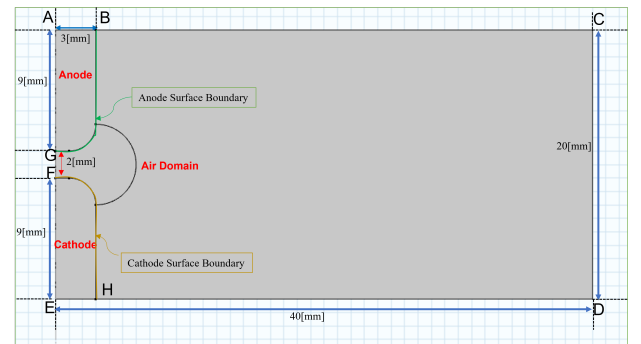 A
B
C
3[mm]
Anode
9[mm]
Anode Surface Boundary
20[mm]
G
2[mm]
F
Air Domain
9[mm]
Cathode
Cathode Surface Boundary
H
E
40[mm]
D